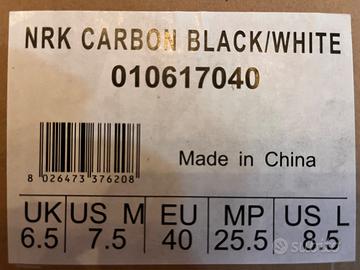 NRK CARBON BLACK/WHITE
010617040
Made in China
8 026473 376208
UK US M EU MP US L
6.5 7.5 40 25.5 8.5
subito